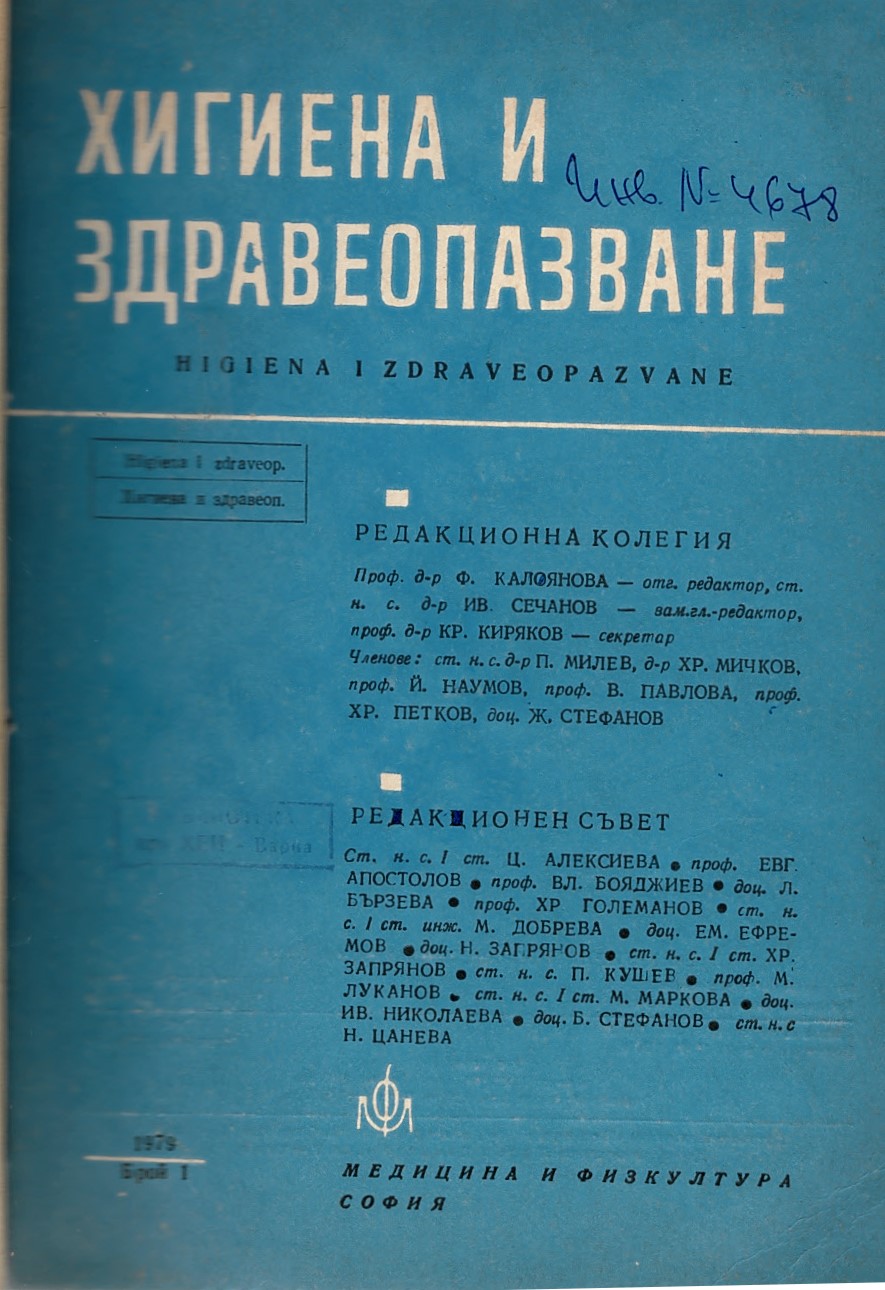 ХИГИЕНА И
Инв. № 4678
ЗДРАВЕОПАЗВАНЕ
HIGIENA I ZDRAVEOPAZVANE
Higiena i zdraveop.
Хигиена и здравеоп.
РЕДАКЦИОННА КОЛЕГИЯ
Проф. д-р Ф. КАЛОЯНОВА — отг. редактор, ст.
н. с. д-р ИВ. СЕЧАНОВ — зам.гл.-редактор,
проф. д-р КР. КИРЯКОВ — секретар
Членове: ст. н. с. д-р П. МИЛЕВ, д-р ХР. МИЧКОВ,
проф. Й. НАУМОВ, проф. В. ПАВЛОВА, проф.
ХР. ПЕТКОВ, доц. Ж. СТЕФАНОВ
РЕДАКЦИОНЕН СЪВЕТ
Ст. н. с. I ст. Ц. АЛЕКСИЕВА ● проф. ЕВГ.
АПОСТОЛОВ ● проф. ВЛ. БОЯДЖИЕВ ● доц. Л.
БЪРЗЕВА ● проф. ХР ГОЛЕМАНОВ ● ст. н.
с. I ст. инж. М. ДОБРЕВА ● доц. ЕМ. ЕФРЕ-
МОВ ● доц. Н. ЗАПРЯНОВ ● ст. н. с. I ст. ХР.
ЗАПРЯНОВ ● ст. н. с. П. КУШЕВ ● проф. М.
ЛУКАНОВ ● ст. н. с. I ст. М. МАРКОВА ● доц.
ИВ. НИКОЛАЕВА ● доц. Б. СТЕФАНОВ ● ст. н. с
Н. ЦАНЕВА
ХЕИ - Варна
1979
Брой 1
МЕДИЦИНА И ФИЗКУЛТУРА
СОФИЯ